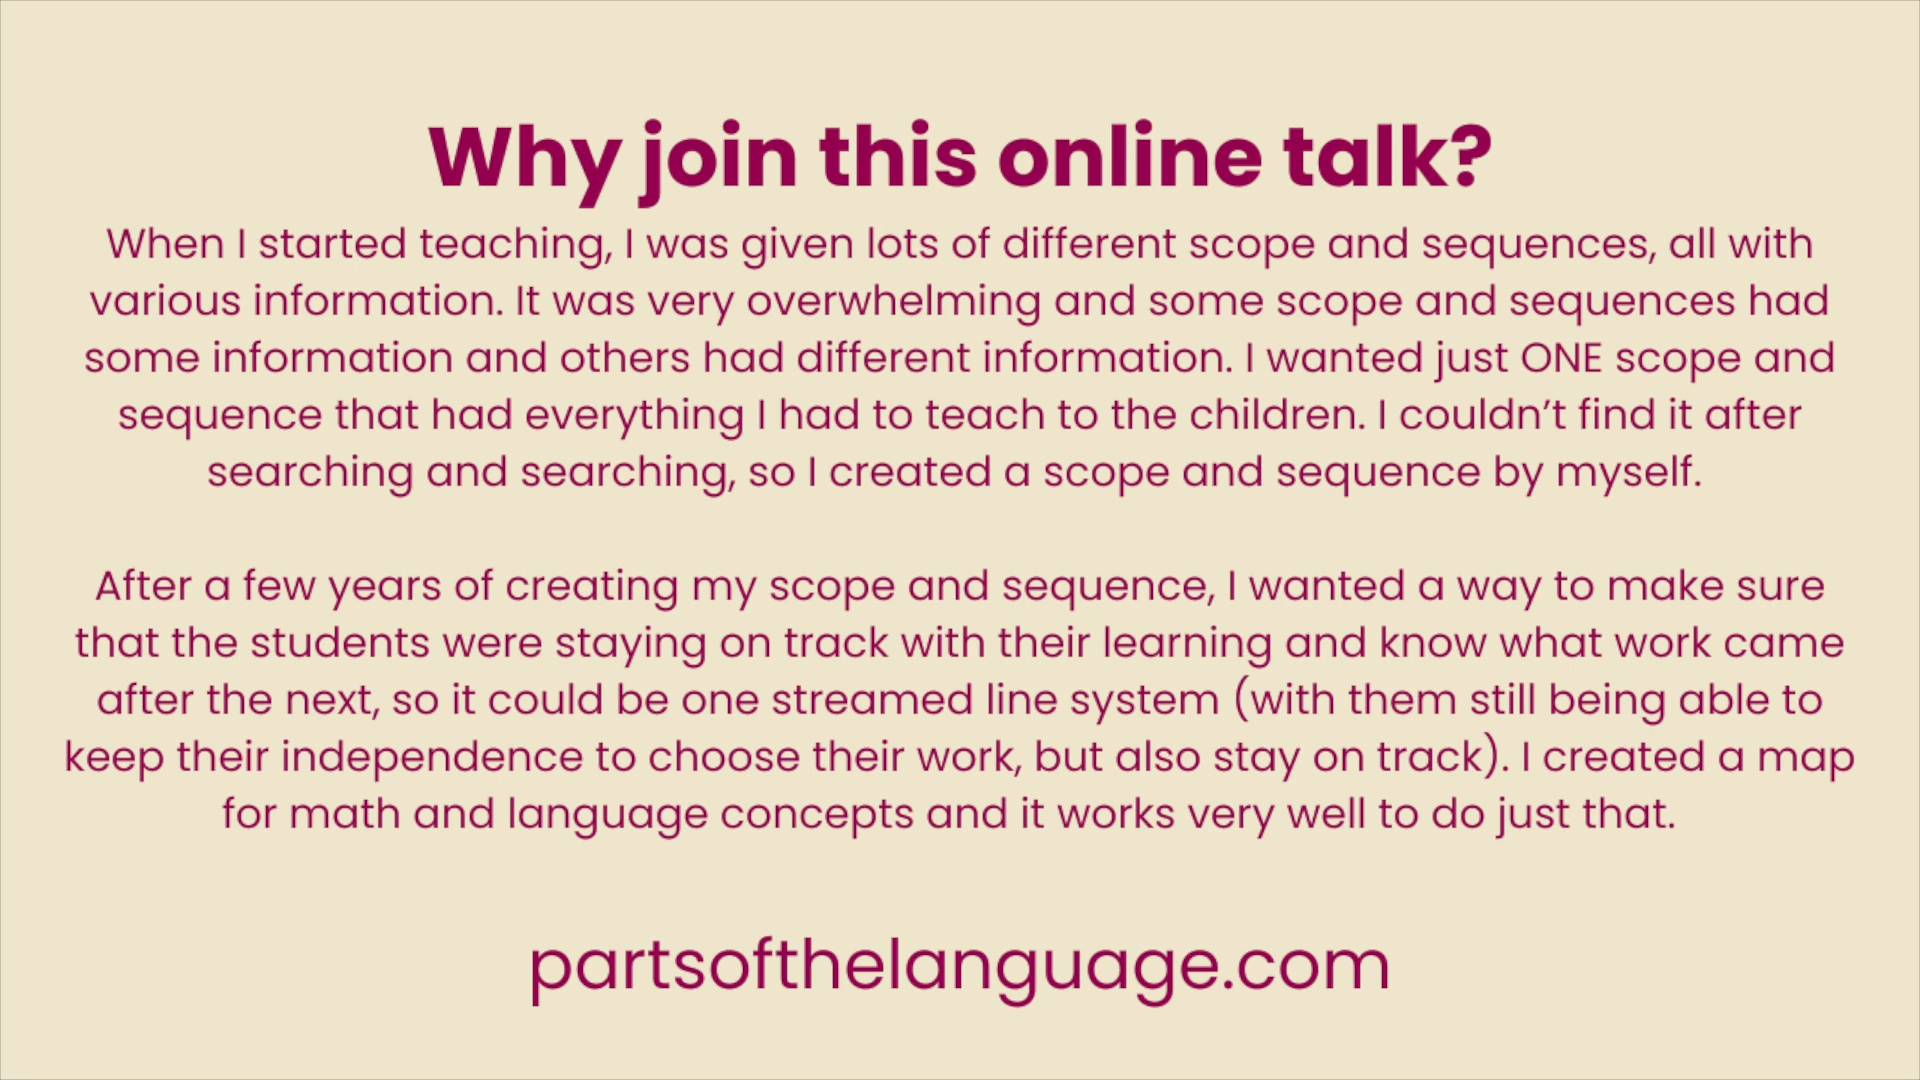 Why join this online talk?
When I started teaching, I was given lots of different scope and sequences, all with
various information. It was very overwhelming and some scope and sequences had
some information and others had different information. I wanted just ONE scope and
sequence that had everything I had to teach to the children. I couldn’t find it after
searching and searching, so I created a scope and sequence by myself.
After a few years of creating my scope and sequence, I wanted a way to make sure
that the students were staying on track with their learning and know what work came
after the next, so it could be one streamed line system (with them still being able to
keep their independence to choose their work, but also stay on track). I created a map
for math and language concepts and it works very well to do just that.
partsofthelanguage.com